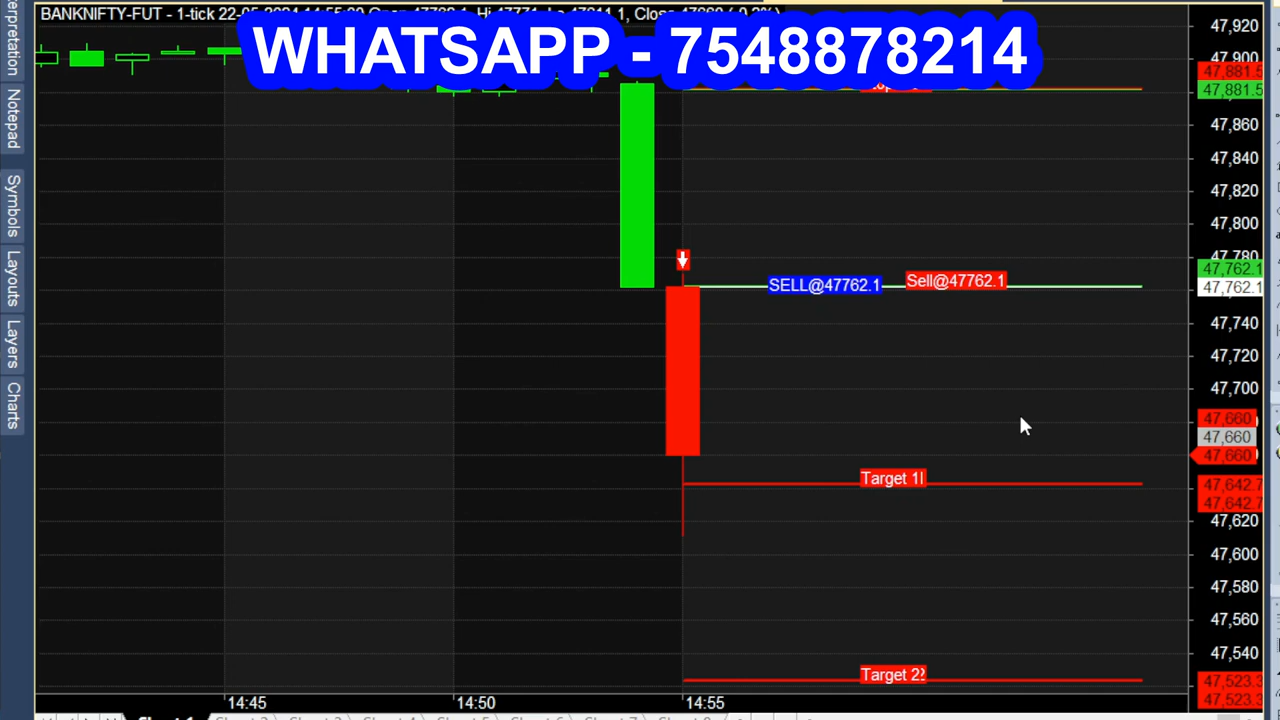 BANKNIFTY-FUT - 1-tick
WHATSAPP - 7548878214
47,920
47,900
47,881.5
47,881.5
47,860
47,840
47,820
47,800
47,780
47,762.1
47,762.1
SELL@47762.1
Sell@47762.1
47,740
47,720
47,700
47,660
47,660
47,660
Target 1
47,642.7
47,642.7
47,620
47,600
47,580
47,560
47,540
Target 2
47,523.3
47,523.3
14:45
14:50
14:55
Notepad
Symbols
Layouts
Layers
Charts